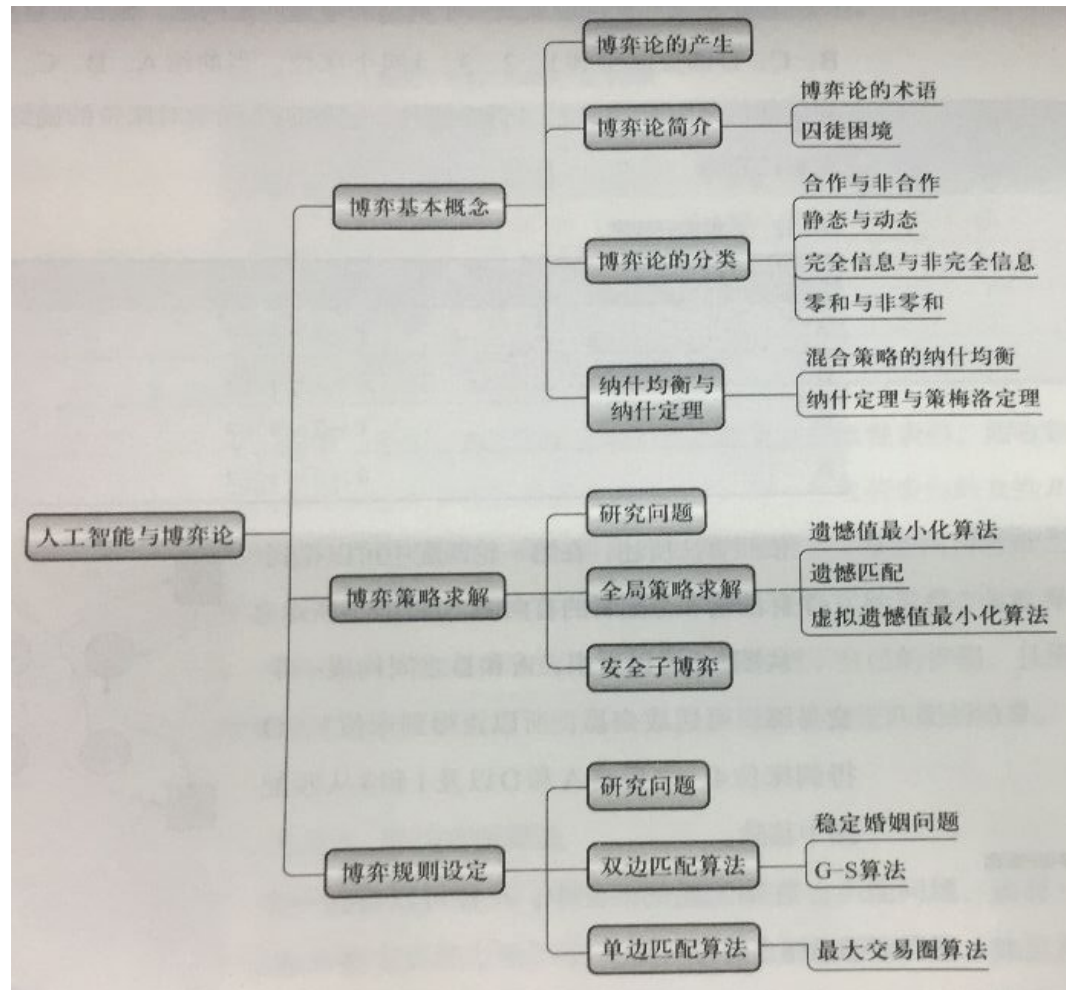 博弈论的产生
博弈论简介
博弈论的术语
囚徒困境
博弈基本概念
博弈论的分类
合作与非合作
静态与动态
完全信息与非完全信息
零和与非零和
纳什均衡与
纳什定理
混合策略的纳什均衡
纳什定理与策梅洛定理
人工智能与博弈论
博弈策略求解
研究问题
全局策略求解
遗憾值最小化算法
遗憾匹配
虚拟遗憾值最小化算法
安全子博弈
博弈规则设定
研究问题
双边匹配算法
稳定婚姻问题
G-S算法
单边匹配算法
最大交易圈算法